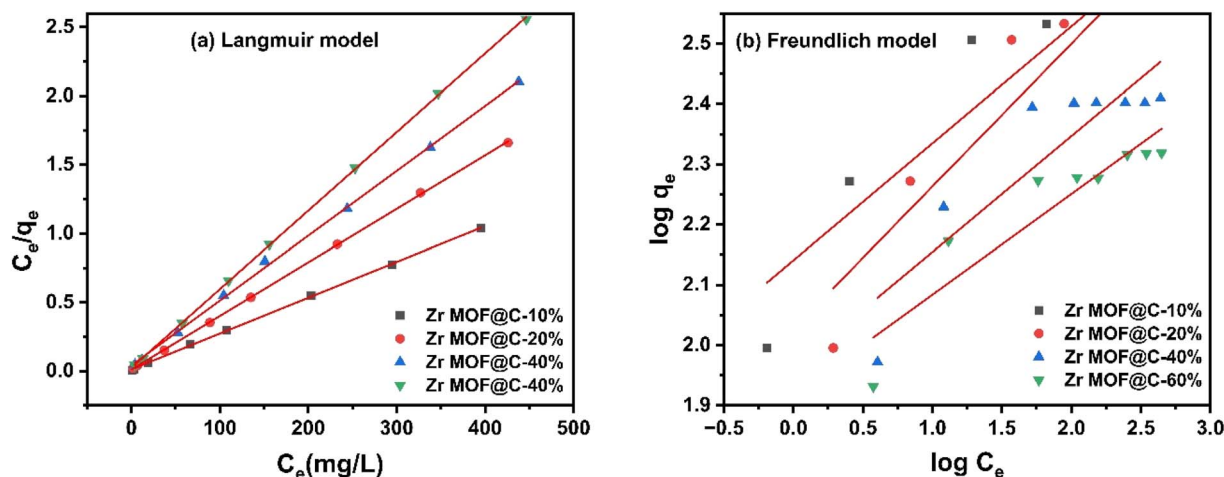 (a) Langmuir model
2.5
2.0
1.5
1.0
0.5
0.0
Ce/qe
0
100
200
300
400
500
Ce(mg/L)
Zr MOF@C-10%
Zr MOF@C-20%
Zr MOF@C-40%
Zr MOF@C-40%
(b) Freundlich model
2.5
2.4
2.3
2.2
2.1
2.0
1.9
log qe
−0.5
0.0
0.5
1.0
1.5
2.0
2.5
3.0
log Ce
Zr MOF@C-10%
Zr MOF@C-20%
Zr MOF@C-40%
Zr MOF@C-60%